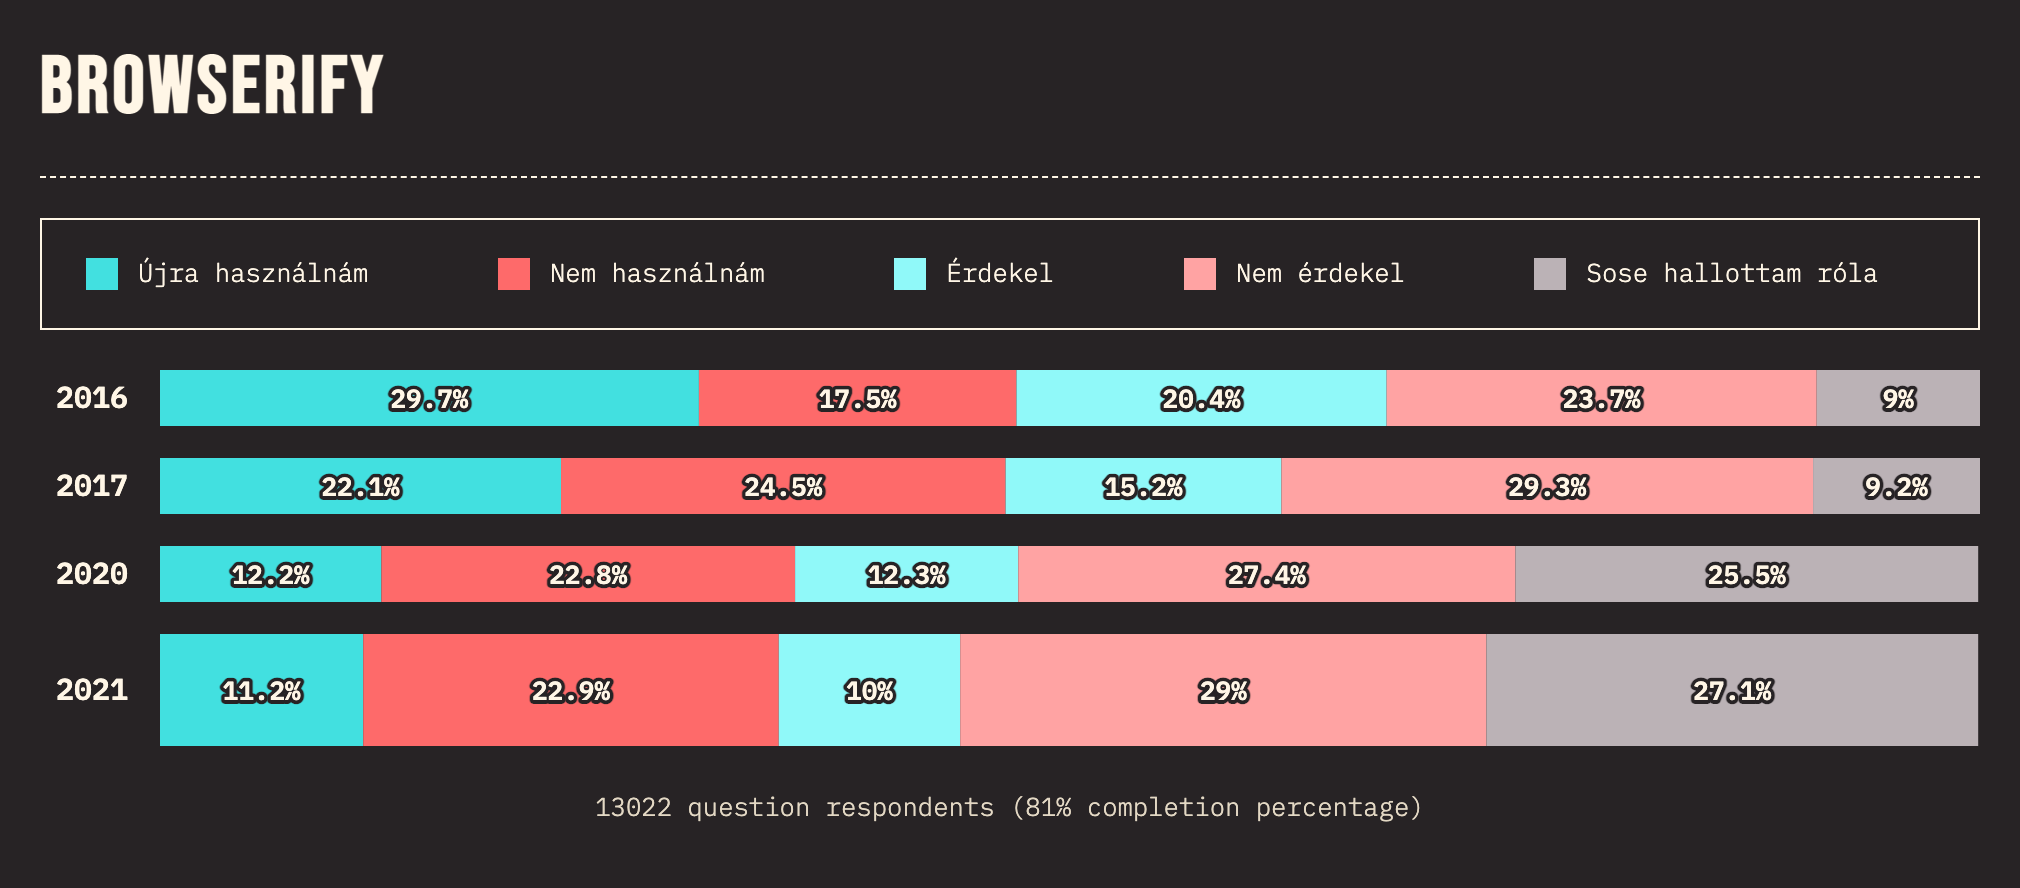 BROWSERIFY
Újra használnám Nem használnám Érdekel Nem érdekel Sose hallottam róla
2016 29.7% 17.5% 20.4% 23.7% 9%
2017 22.1% 24.5% 15.2% 29.3% 9.2%
2020 12.2% 22.8% 12.3% 27.4% 25.5%
2021 11.2% 22.9% 10% 29% 27.1%
13022 question respondents (81% completion percentage)